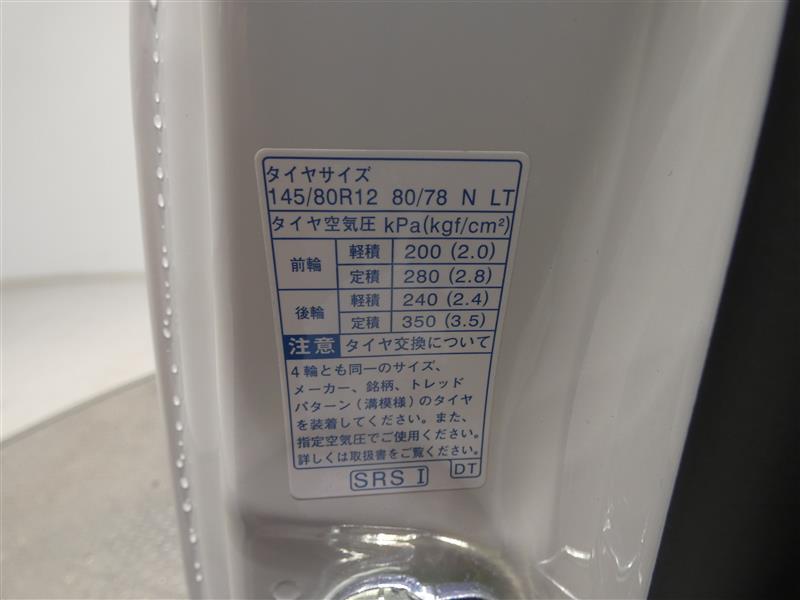 タイヤサイズ
145/80R12 80/78 N LT
タイヤ空気圧 kPa(kgf/cm²)
前輪 軽積 200 (2.0)
定積 280 (2.8)
後輪 軽積 240 (2.4)
定積 350 (3.5)
注意 タイヤ交換について
4輪とも同一のサイズ、
メーカー、銘柄、トレッド
パターン(溝模様)のタイヤ
を装着してください。また、
指定空気圧でご使用ください。
詳しくは取扱書をご覧ください。
SRS I DT